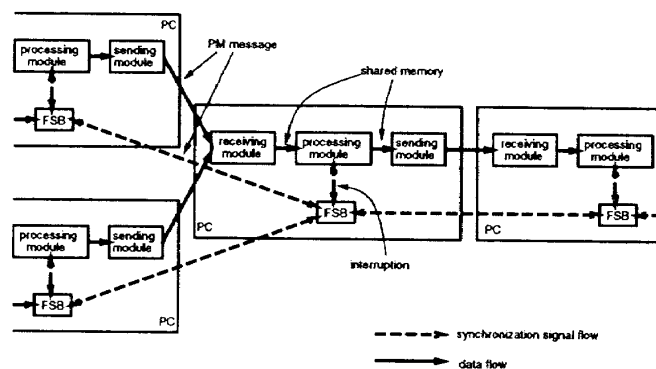 PC
processing
module
sending
module
FSB
PM message
shared memory
PC
receiving
module
processing
module
sending
module
FSB
PC
receiving
module
processing
module
FSB
processing
module
sending
module
FSB
PC
interruption
synchronization signal flow
data flow